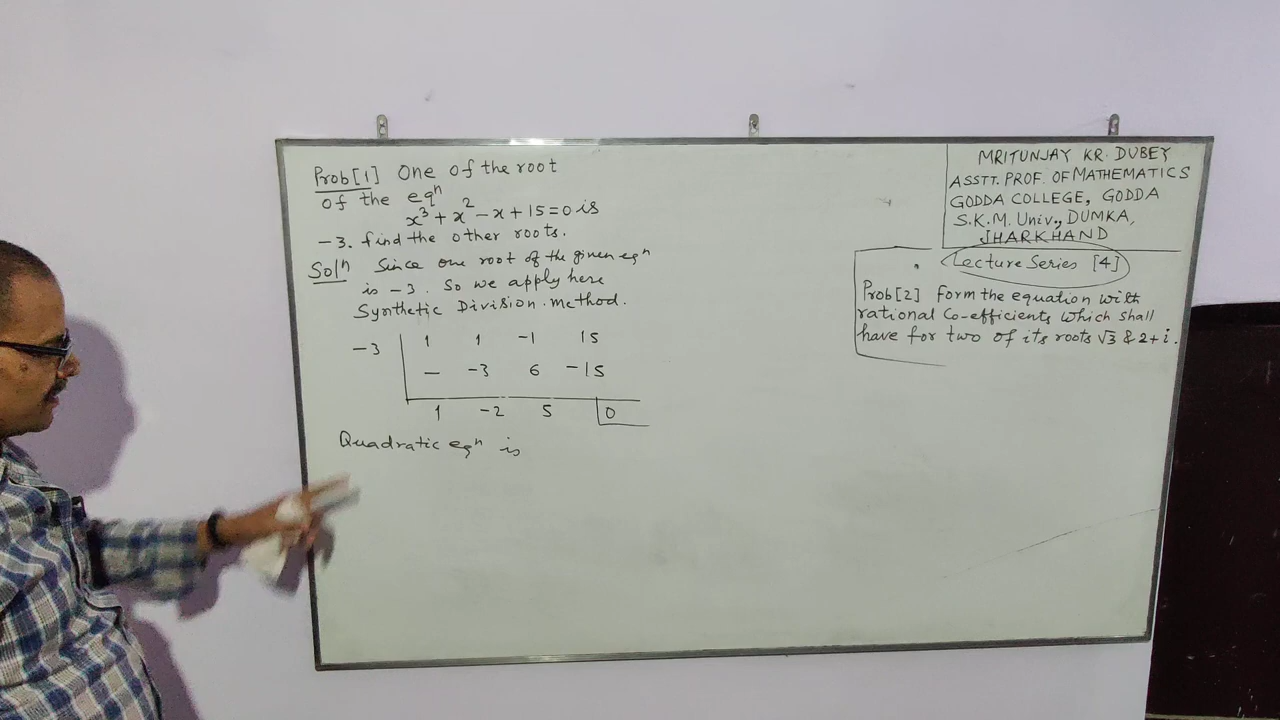 Prob[1] One of the root
of the eqⁿ
x³+x²-x+15=0 is
-3. find the other roots.
Solⁿ Since one root of the given eqⁿ
is -3. So we apply here
Synthetic Division method.
-3 1 1 -1 15
— -3 6 -15
1 -2 5 0
Quadratic eqⁿ is
MRITUNJAY KR. DUBEY
ASSTT. PROF. OF MATHEMATICS
GODDA COLLEGE, GODDA
S.K.M. Univ., DUMKA,
JHARKHAND
Lecture Series [4]
Prob[2] Form the equation with
rational Co-efficients which shall
have for two of its roots √3 & 2+i.